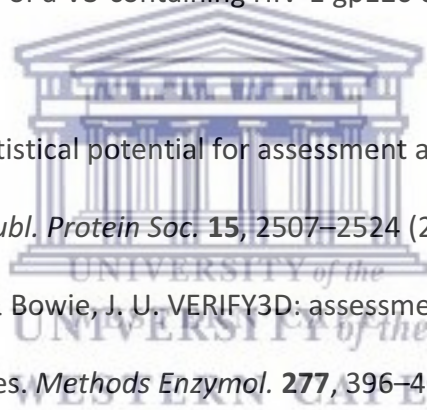 of a V3-containing HIV-1 gp120 c
tistical potential for assessment a
ubl. Protein Soc. 15, 2507–2524 (2
UNIVERSITY of the
Bowie, J. U. VERIFY3D: assessme
UNIVERSITY of the
es. Methods Enzymol. 277, 396–4
WESTERN CAPE